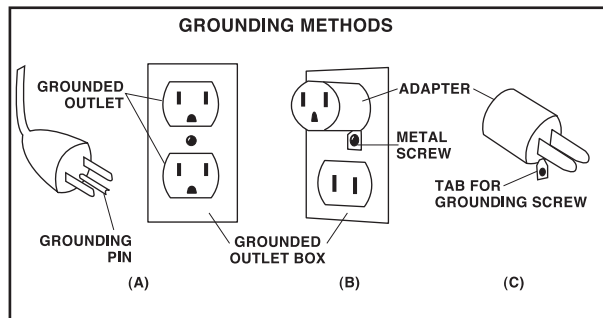 GROUNDING METHODS
GROUNDED
OUTLET
ADAPTER
METAL
SCREW
TAB FOR
GROUNDING SCREW
GROUNDING
PIN
GROUNDED
OUTLET BOX
(A)
(B)
(C)